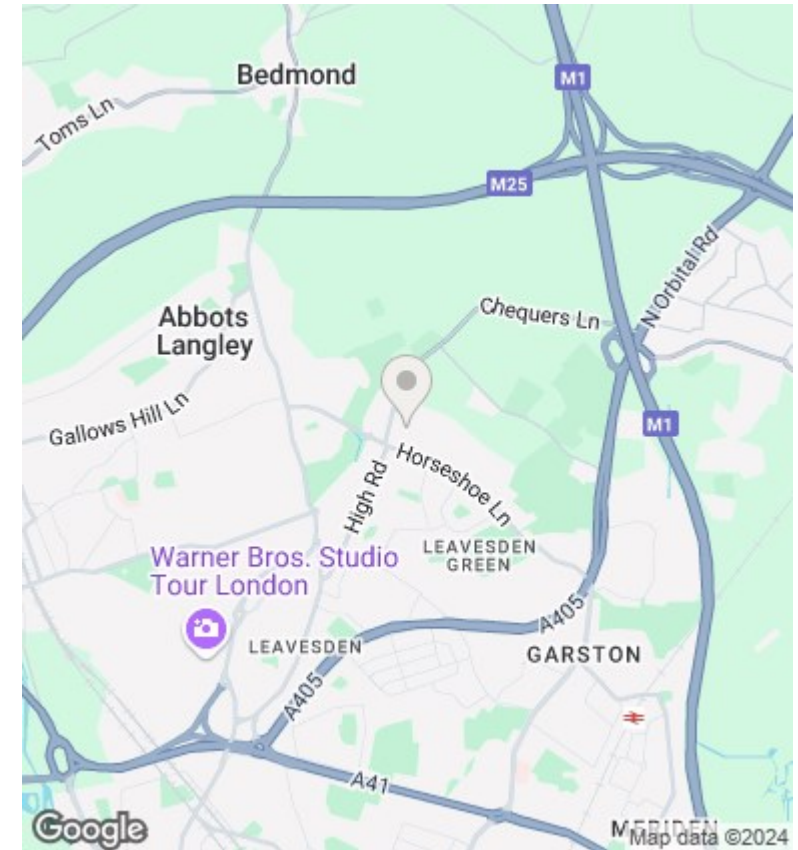 Bedmond
M1
Toms Ln
M25
N Orbital Rd
Chequers Ln
Abbots
Langley
Gallows Hill Ln
M1
Horseshoe Ln
High Rd
LEAVESDEN
GREEN
Warner Bros. Studio
Tour London
A405
LEAVESDEN
GARSTON
A405
A41
Google
MERIDEN
Map data ©2024